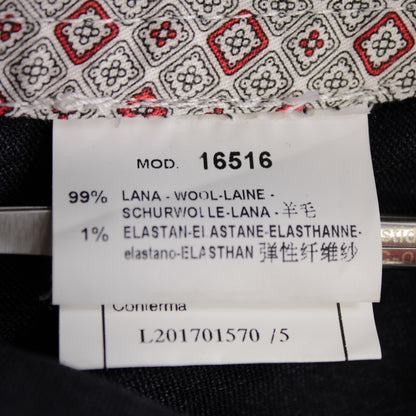 MOD. 16516
99% LANA - WOOL-LAINE -
SCHURWOLLE-LANA - 羊毛
1% ELASTAN-ELASTANE-ELASTHANNE-
elastano-ELASTHAN 弹性纤维纱
Conferma
L201701570 /5